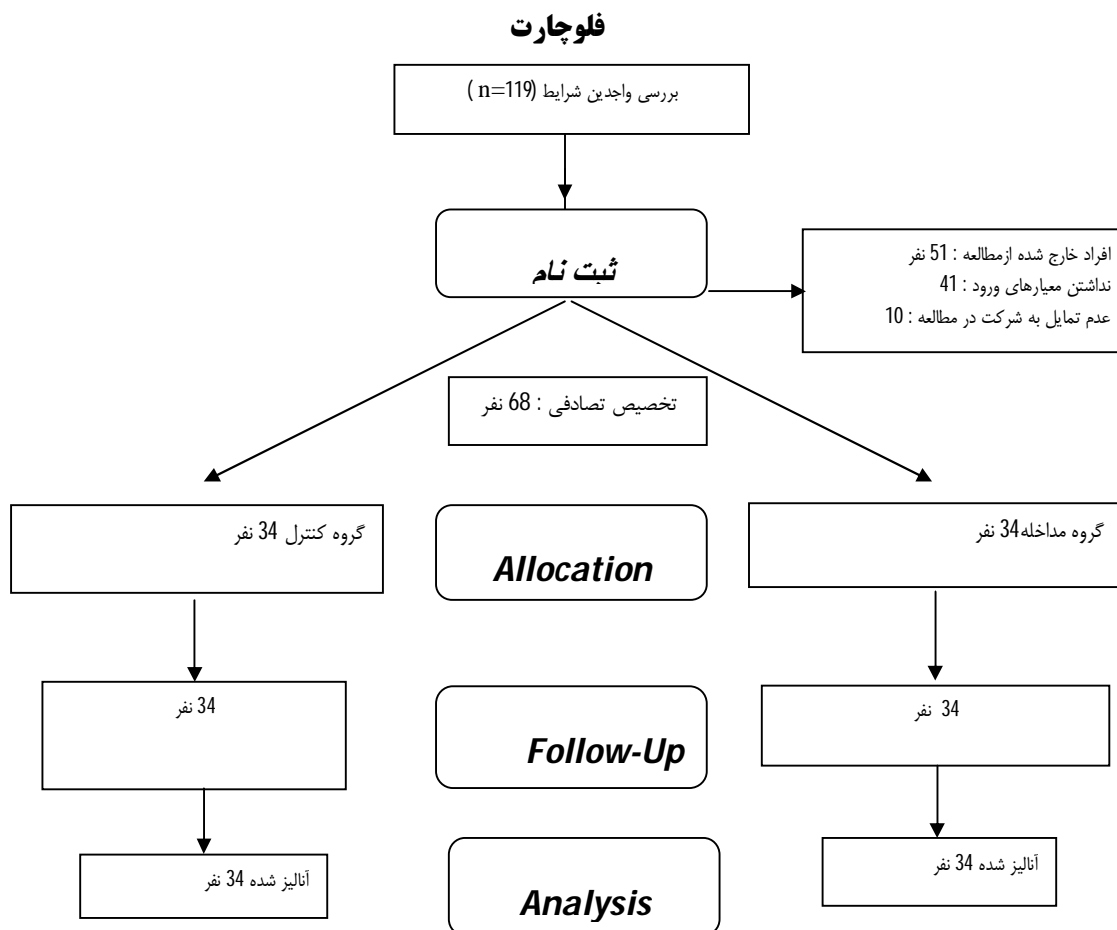 فلوچارت
بررسی واجدین شرایط (n=119 )
ثبت نام
افراد خارج شده ازمطالعه : 51 نفر
نداشتن معیارهای ورود : 41
عدم تمایل به شرکت در مطالعه : 10
تخصیص تصادفی : 68 نفر
گروه مداخله34 نفر
Allocation
گروه کنترل 34 نفر
34 نفر
Follow-Up
34 نفر
آنالیز شده 34 نفر
Analysis
آنالیز شده 34 نفر